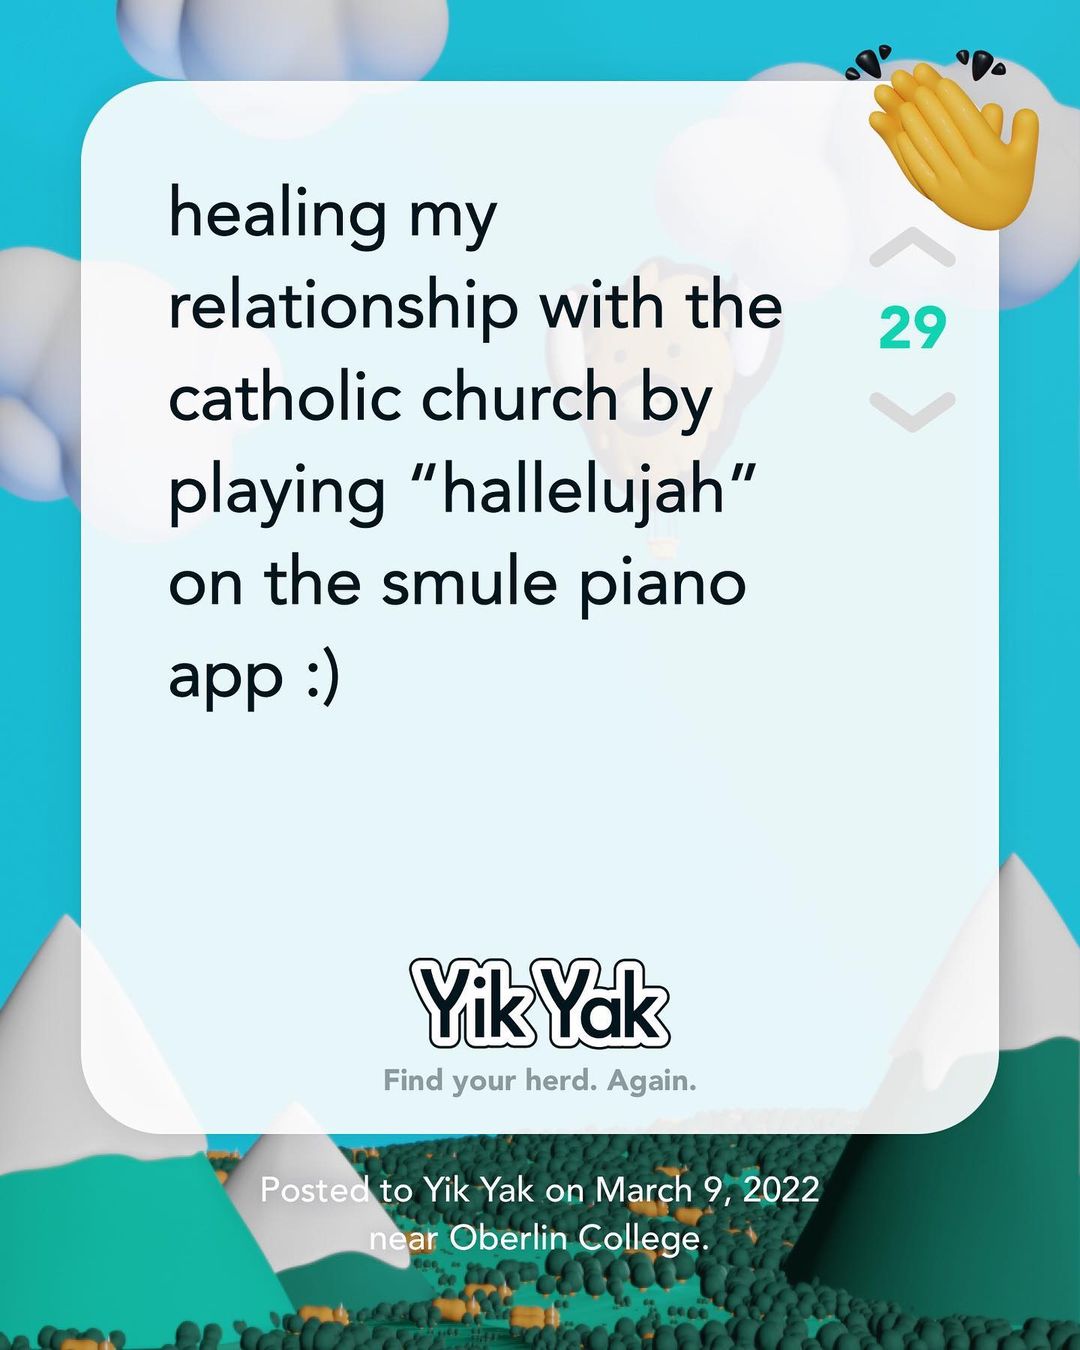 healing my
relationship with the
catholic church by
playing “hallelujah”
on the smule piano
app :)
29
Yik Yak
Find your herd. Again.
Posted to Yik Yak on March 9, 2022
near Oberlin College.